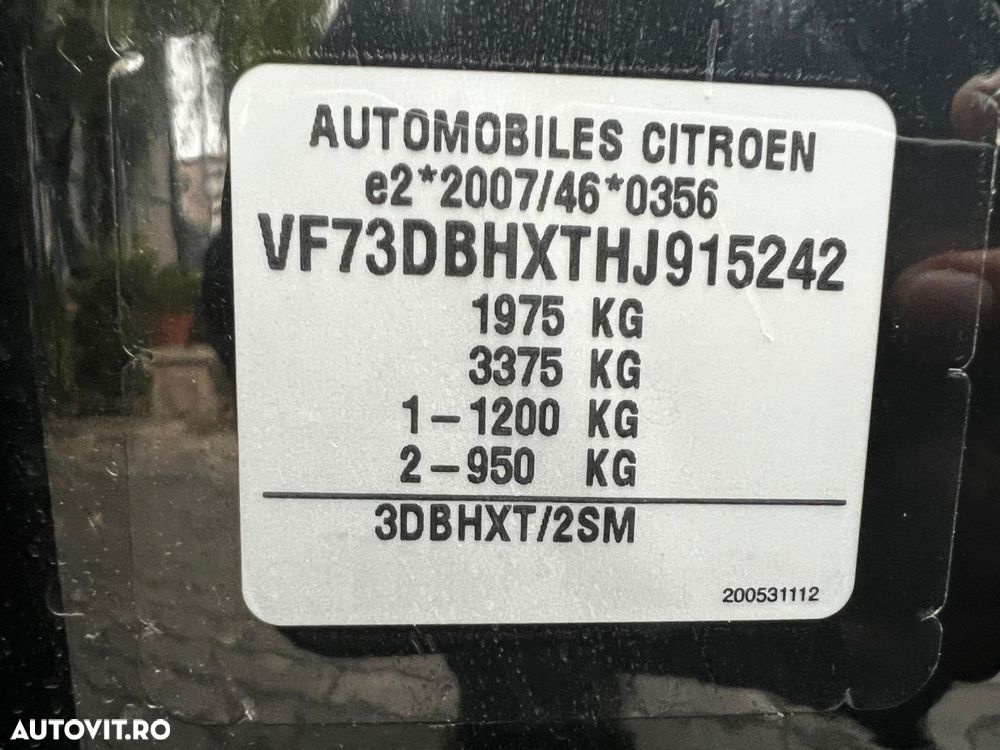 AUTOMOBILES CITROEN
e2*2007/46*0356
VF73DBHXTHJ915242
1975 KG
3375 KG
1-1200 KG
2-950 KG
3DBHXT/2SM
200531112
AUTOVIT.RO